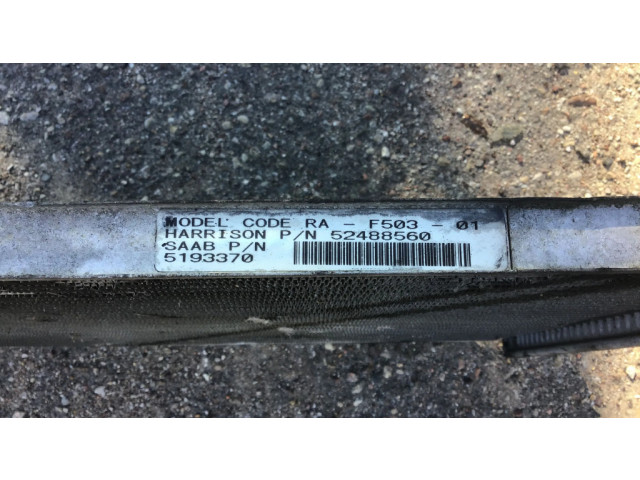 MODEL CODE RA - F503 - 01
HARRISON P/N 52488560
SAAB P/N
5193370